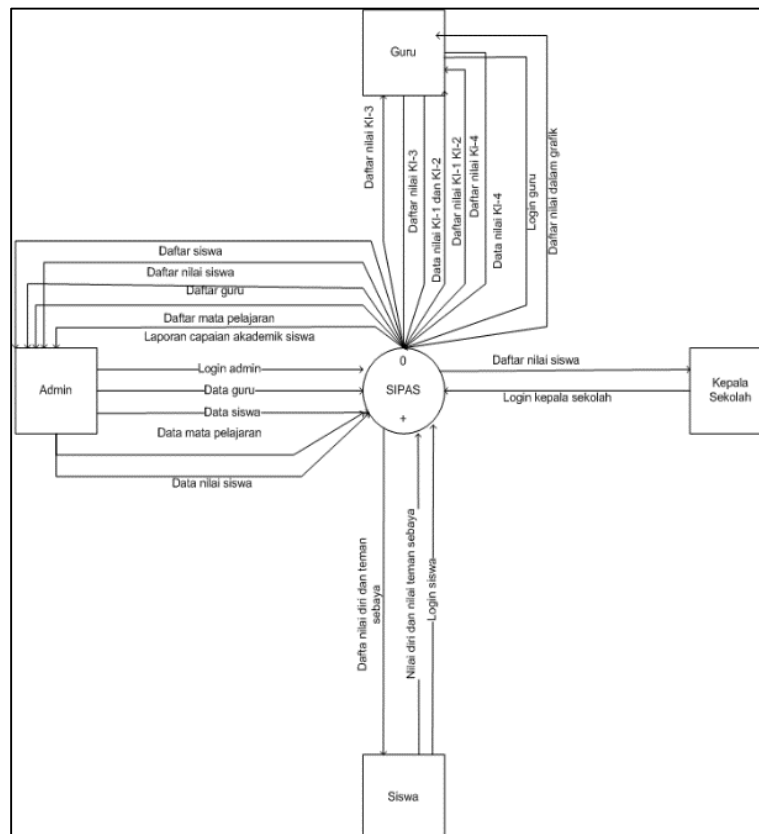 Guru
Daftar nilai KI-3
Daftar nilai KI-3
Data nilai KI-1 dan KI-2
Daftar nilai KI-1 KI-2
Daftar nilai Ki-4
Data nilai KI-4
Login guru
Daftar nilai dalam grafik
Daftar siswa
Daftar nilai siswa
Daftar guru
Daftar mata pelajaran
Laporan capaian akademik siswa
Admin
Login admin
Data guru
Data siswa
Data mata pelajaran
Data nilai siswa
0
SIPAS
+
Daftar nilai siswa
Login kepala sekolah
Kepala
Sekolah
Dafta nilai diri dan teman
sebaya
Nilai diri dan nilai teman sebaya
Login siswa
Siswa